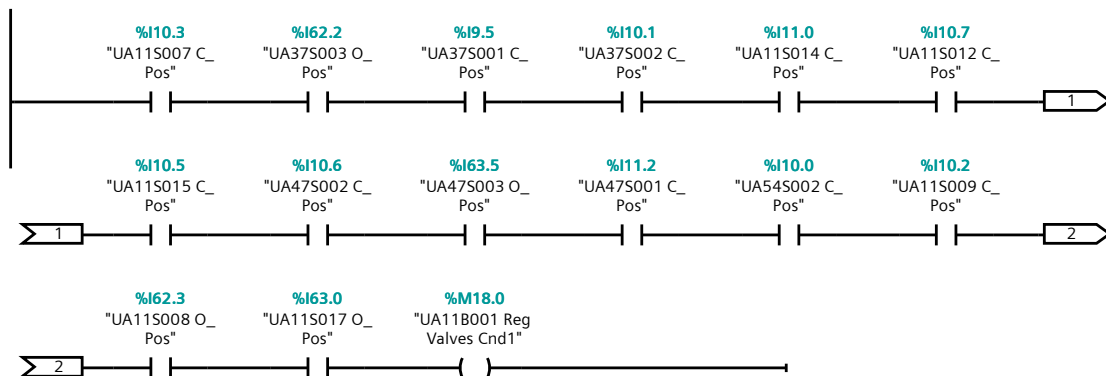 %I10.3 %I62.2 %I9.5 %I10.1 %I11.0 %I10.7
"UA11S007 C_ "UA37S003 O_ "UA37S001 C_ "UA37S002 C_ "UA11S014 C_ "UA11S012 C_
Pos" Pos" Pos" Pos" Pos" Pos"
1
%I10.5 %I10.6 %I63.5 %I11.2 %I10.0 %I10.2
"UA11S015 C_ "UA47S002 C_ "UA47S003 O_ "UA47S001 C_ "UA54S002 C_ "UA11S009 C_
Pos" Pos" Pos" Pos" Pos" Pos"
1 2
%I62.3 %I63.0 %M18.0
"UA11S008 O_ "UA11S017 O_ "UA11B001 Reg
Pos" Pos" Valves Cnd1"
2